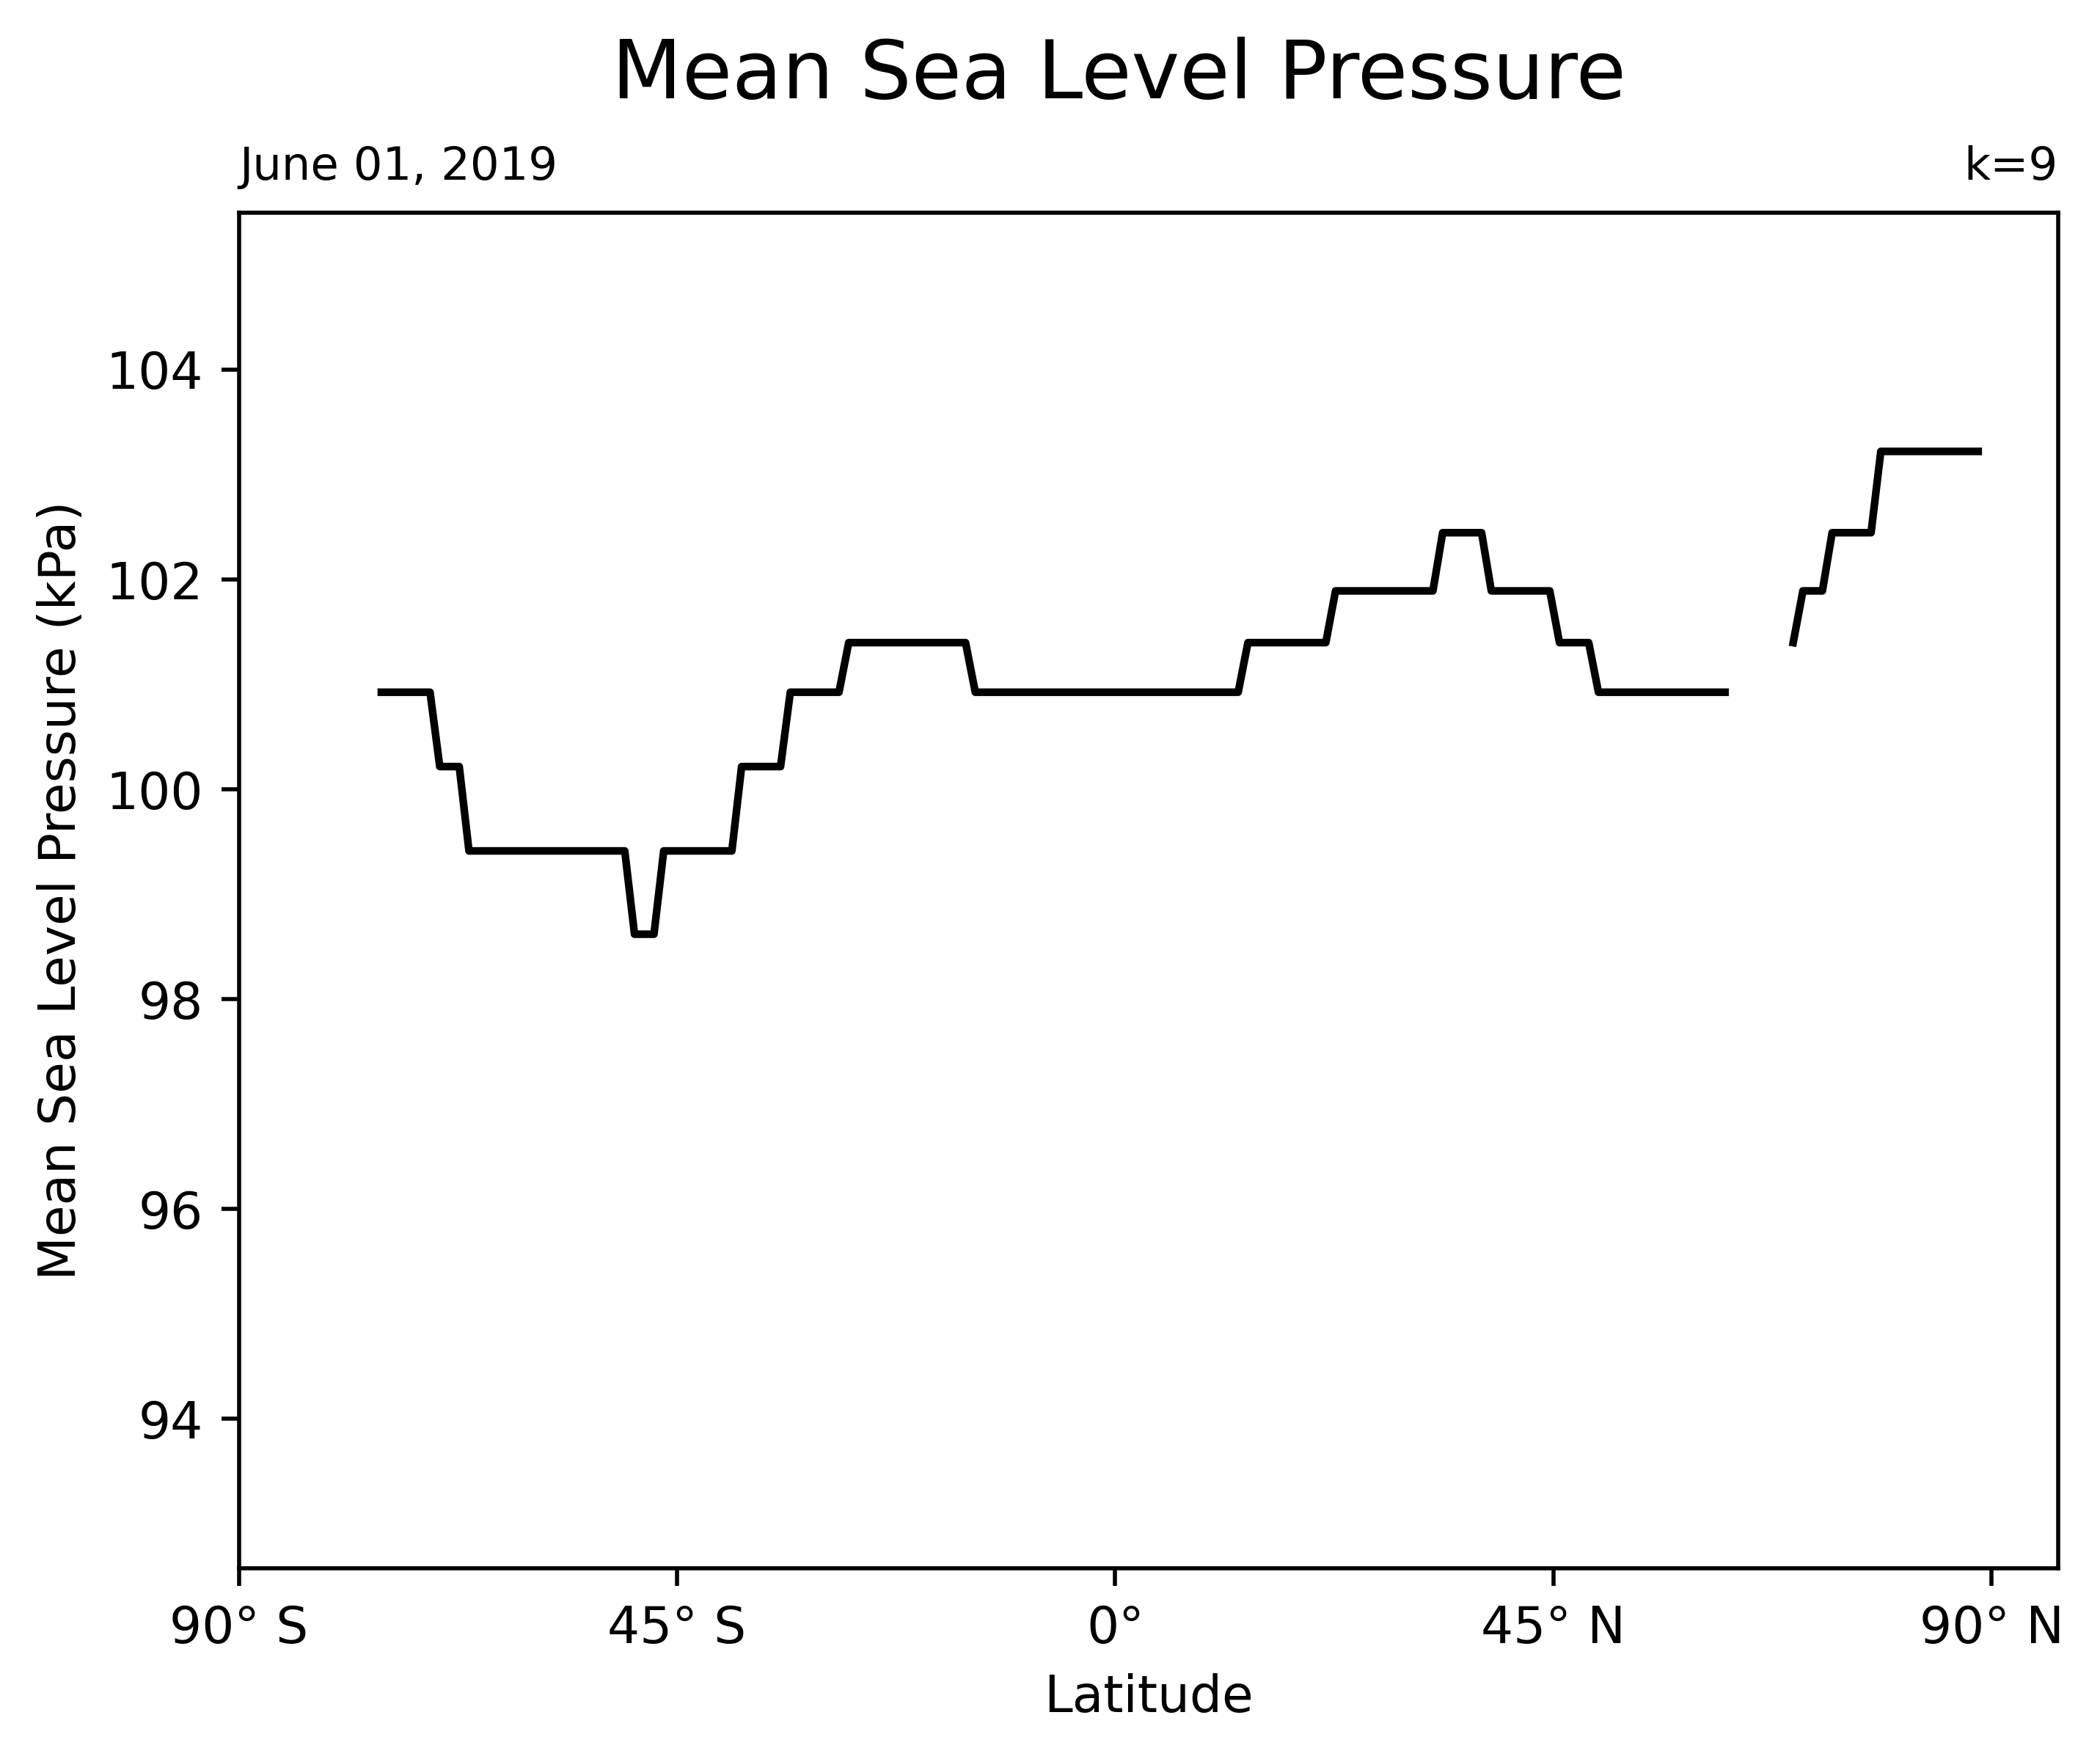 Mean Sea Level Pressure
June 01, 2019
k=9
Mean Sea Level Pressure (kPa)
104
102
100
98
96
94
90° S
45° S
0°
45° N
90° N
Latitude